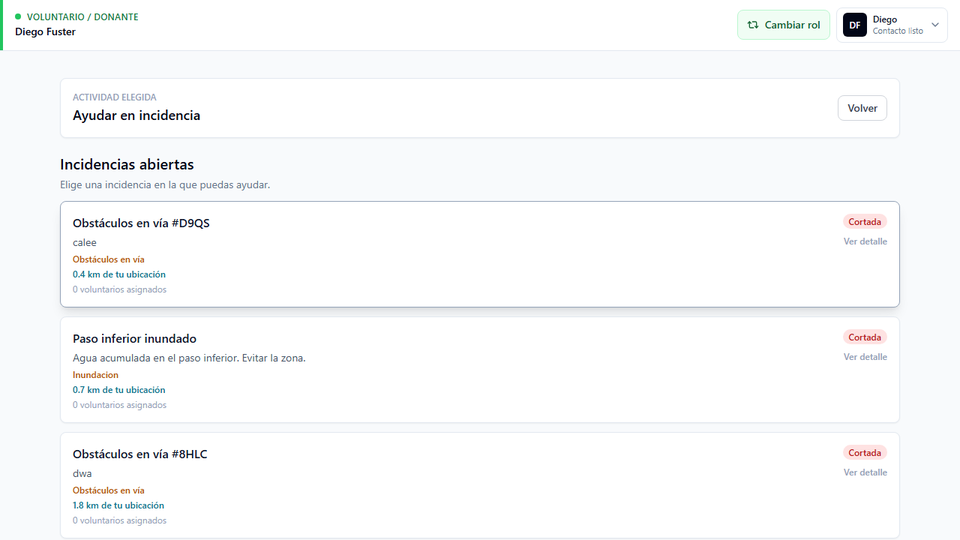 VOLUNTARIO / DONANTE
Diego Fuster
Cambiar rol
DF
Diego
Contacto listo
ACTIVIDAD ELEGIDA
Ayudar en incidencia
Volver
Incidencias abiertas
Elige una incidencia en la que puedas ayudar.
Obstáculos en vía #D9QS
Cortada
calee
Ver detalle
Obstáculos en vía
0.4 km de tu ubicación
0 voluntarios asignados
Paso inferior inundado
Cortada
Agua acumulada en el paso inferior. Evitar la zona.
Ver detalle
Inundacion
0.7 km de tu ubicación
0 voluntarios asignados
Obstáculos en vía #8HLC
Cortada
dwa
Ver detalle
Obstáculos en vía
1.8 km de tu ubicación
0 voluntarios asignados